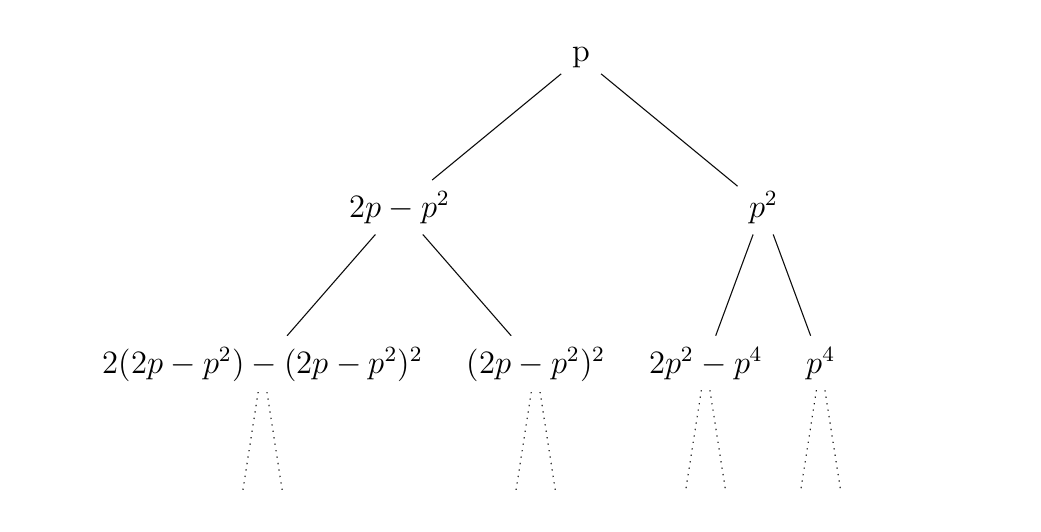 p
2p − p² p²
2(2p − p²) − (2p − p²)² (2p − p²)² 2p² − p⁴ p⁴